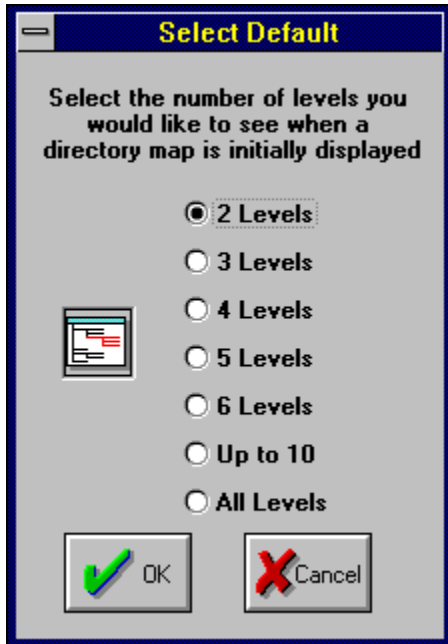 Select Default
Select the number of levels you
would like to see when a
directory map is initially displayed
2 Levels
3 Levels
4 Levels
5 Levels
6 Levels
Up to 10
All Levels
OK
Cancel